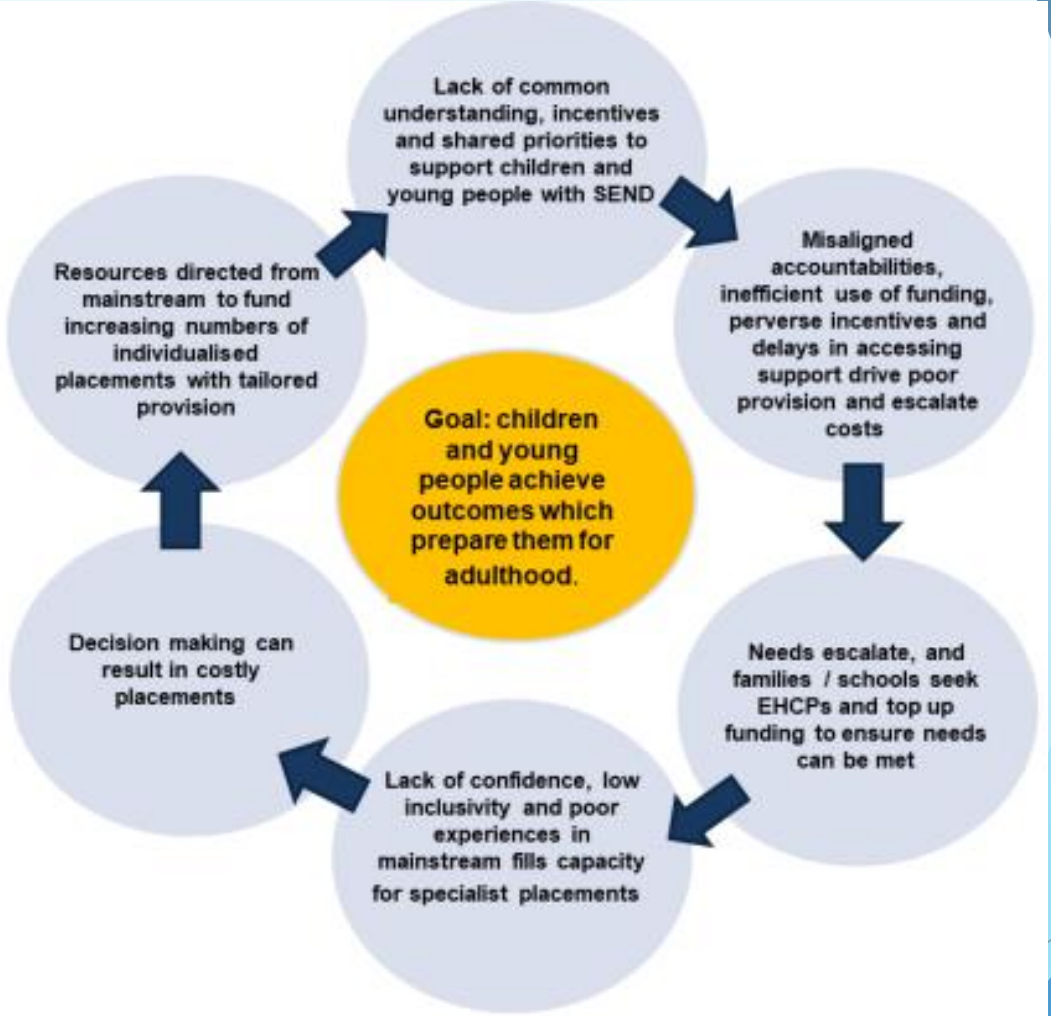 Lack of common
understanding, incentives
and shared priorities to
support children and
young people with SEND
Misaligned
accountabilities,
inefficient use of funding,
perverse incentives and
delays in accessing
support drive poor
provision and escalate
costs
Needs escalate, and
families / schools seek
EHCPs and top up
funding to ensure needs
can be met
Lack of confidence, low
inclusivity and poor
experiences in
mainstream fills capacity
for specialist placements
Decision making can
result in costly
placements
Resources directed from
mainstream to fund
increasing numbers of
individualised
placements with tailored
provision
Goal: children
and young
people achieve
outcomes which
prepare them for
adulthood.